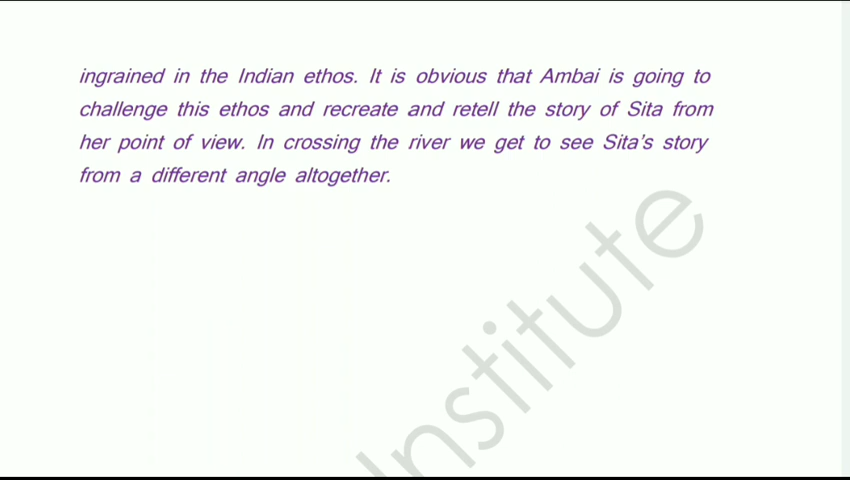 ingrained in the Indian ethos. It is obvious that Ambai is going to
challenge this ethos and recreate and retell the story of Sita from
her point of view. In crossing the river we get to see Sita's story
from a different angle altogether.
Institute